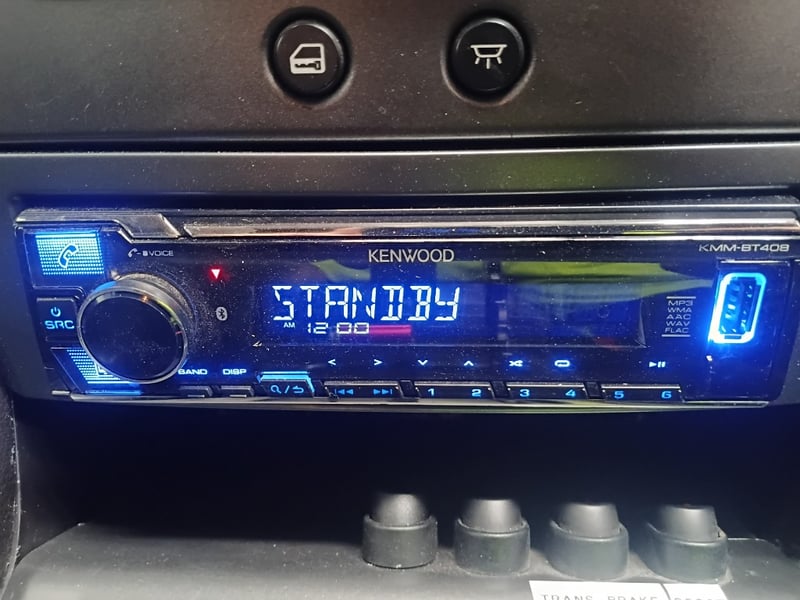 VOICE
KENWOOD
KMM-BT408
SRC
STANDBY
AM 12:00
MP3
WMA
AAC
WAV
FLAC
BAND DISP
1 2 3 4 5 6
TRANS BRAKE